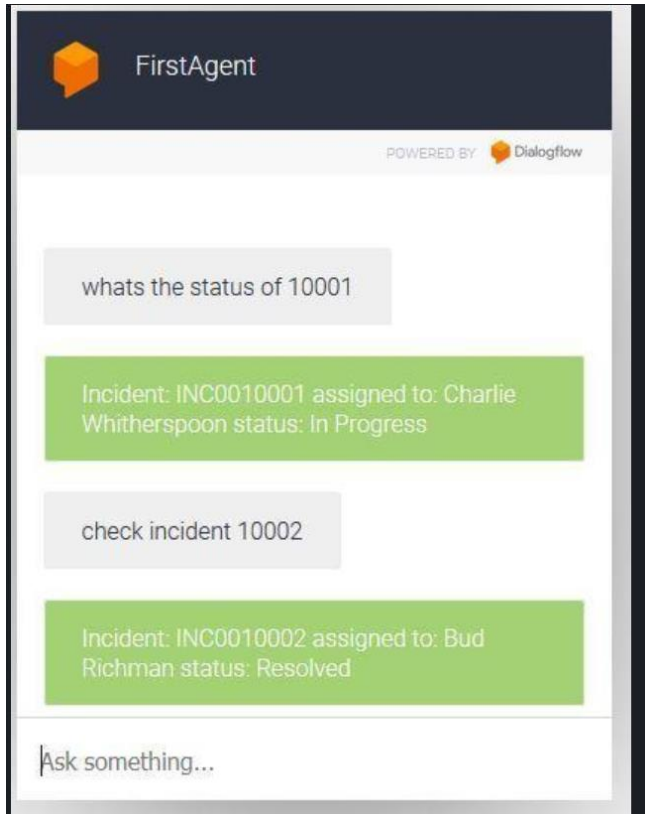 FirstAgent
POWERED BY Dialogflow
whats the status of 10001
Incident: INC0010001 assigned to: Charlie
Whitherspoon status: In Progress
check incident 10002
Incident: INC0010002 assigned to: Bud
Richman status: Resolved
Ask something...